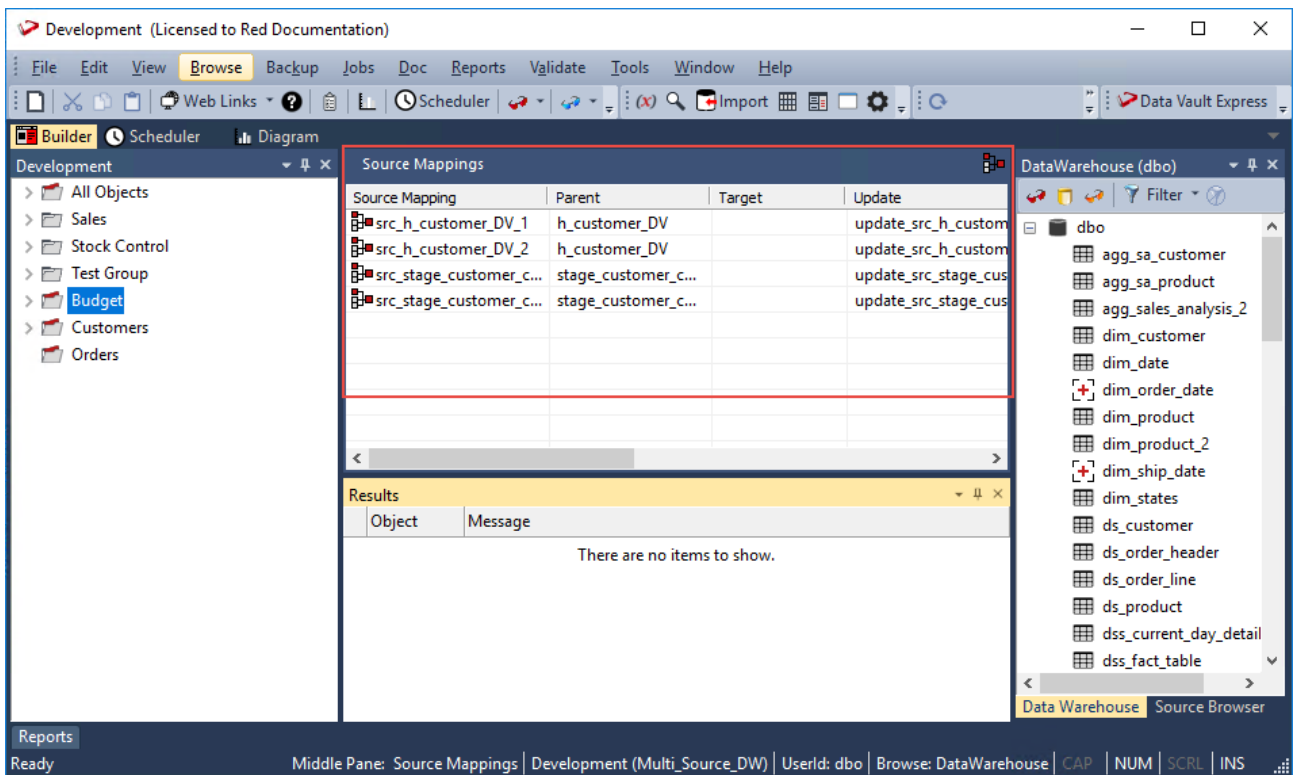 Development (Licensed to Red Documentation)
File Edit View Browse Backup Jobs Doc Reports Validate Tools Window Help
Web Links Scheduler (x) Import Data Vault Express
Builder Scheduler Diagram
Development
All Objects
Sales
Stock Control
Test Group
Budget
Customers
Orders
Source Mappings
Source Mapping Parent Target Update
src_h_customer_DV_1 h_customer_DV update_src_h_custom
src_h_customer_DV_2 h_customer_DV update_src_h_custom
src_stage_customer_c... stage_customer_c... update_src_stage_cus
src_stage_customer_c... stage_customer_c... update_src_stage_cus
Results
Object Message
There are no items to show.
DataWarehouse (dbo)
Filter
dbo
agg_sa_customer
agg_sa_product
agg_sales_analysis_2
dim_customer
dim_date
dim_order_date
dim_product
dim_product_2
dim_ship_date
dim_states
ds_customer
ds_order_header
ds_order_line
ds_product
dss_current_day_detail
dss_fact_table
Data Warehouse Source Browser
Reports
Ready Middle Pane: Source Mappings Development (Multi_Source_DW) UserId: dbo Browse: DataWarehouse CAP NUM SCRL INS